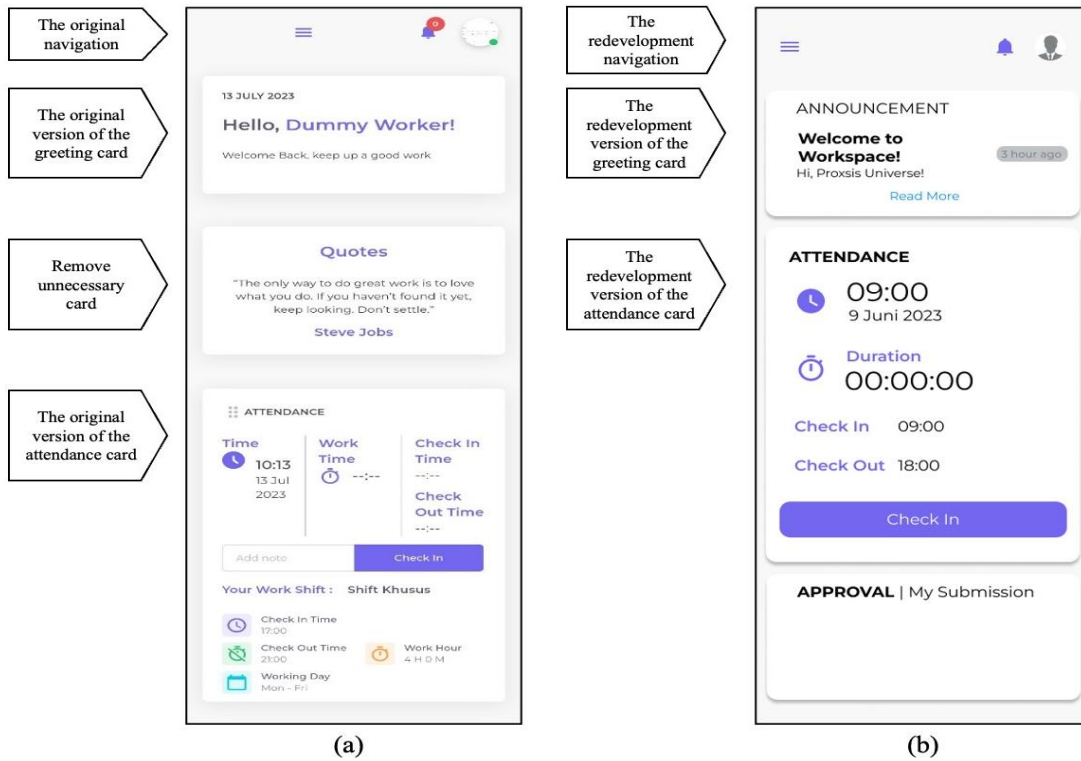 The original
navigation
0
The original
version of the
greeting card
13 JULY 2023
Hello, Dummy Worker!
Welcome Back, keep up a good work
Remove
unnecessary
card
Quotes
"The only way to do great work is to love
what you do. If you haven't found it yet,
keep looking. Don't settle."
Steve Jobs
The original
version of the
attendance card
ATTENDANCE
Time
10:13
13 Jul
2023
Work
Time
--:--
Check In
Time
--:--
Check
Out Time
--:--
Add note
Check In
Your Work Shift : Shift Khusus
Check In Time
17:00
Check Out Time
21:00
Work Hour
4 H 0 M
Working Day
Mon - Fri
(a)
The
redevelopment
navigation
The
redevelopment
version of the
greeting card
ANNOUNCEMENT
Welcome to
Workspace!
3 hour ago
Hi, Proxsis Universe!
Read More
The
redevelopment
version of the
attendance card
ATTENDANCE
09:00
9 Juni 2023
Duration
00:00:00
Check In 09:00
Check Out 18:00
Check In
APPROVAL | My Submission
(b)